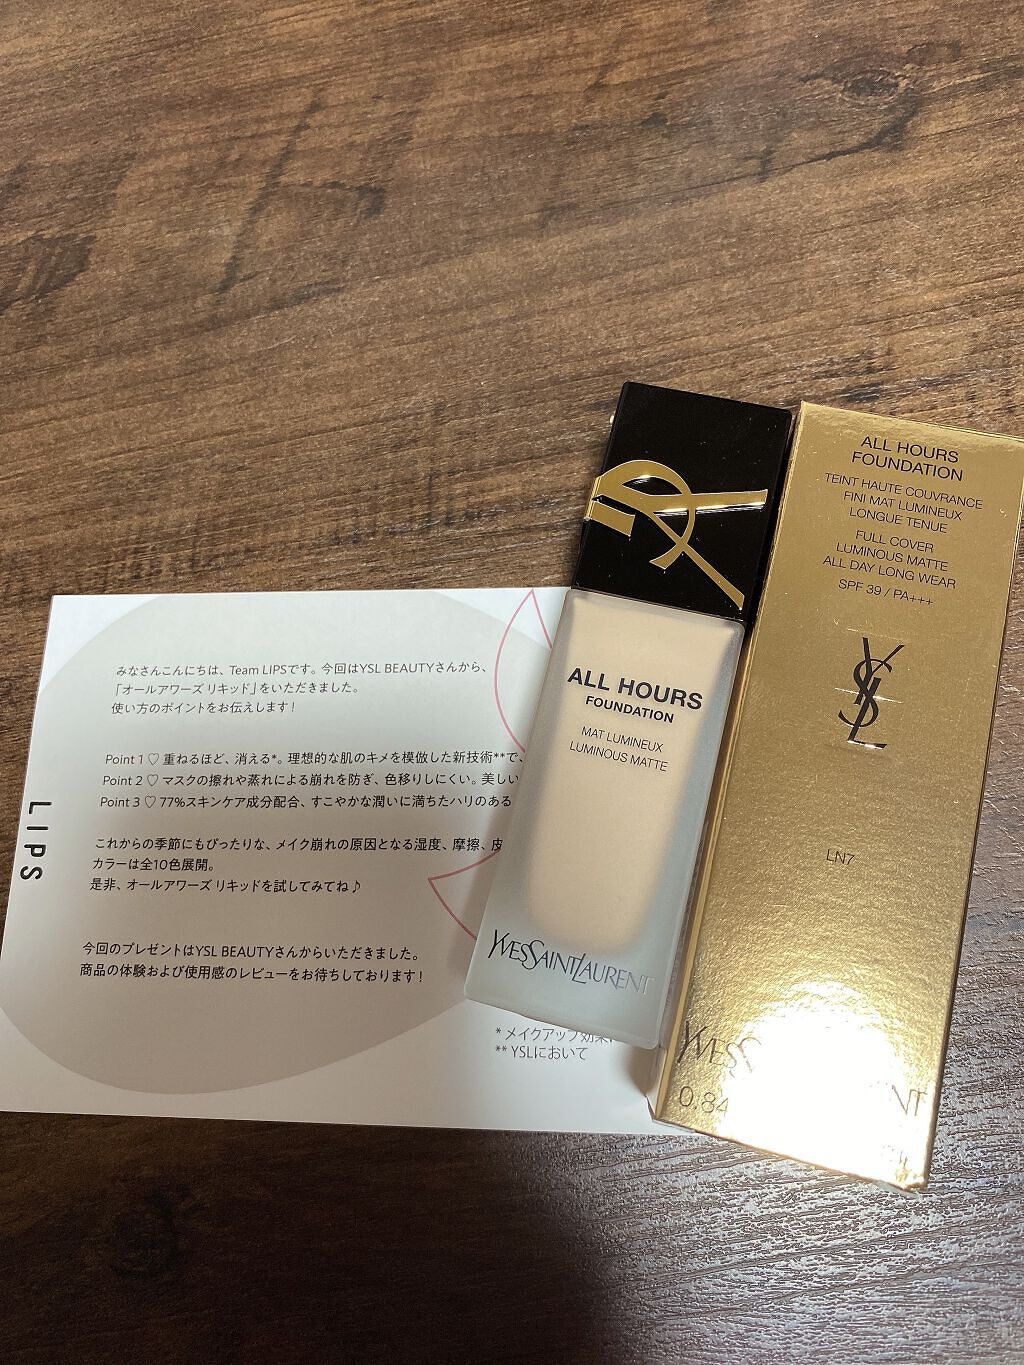 みなさんこんにちは、Team LIPSです。今回はYSL BEAUTYさんから、
「オールアワーズ リキッド」をいただきました。
使い方のポイントをお伝えします!
Point 1 ♡ 重ねるほど、消える*。理想的な肌のキメを模倣した新技術**で、
Point 2 ♡ マスクの擦れや蒸れによる崩れを防ぎ、色移りしにくい。美しい
Point 3 ♡ 77%スキンケア成分配合、すこやかな潤いに満ちたハリのある
これからの季節にもぴったりな、メイク崩れの原因となる湿度、摩擦、皮
カラーは全10色展開。
是非、オールアワーズ リキッドを試してみてね♪
今回のプレゼントはYSL BEAUTYさんからいただきました。
商品の体験および使用感のレビューをお待ちしております!
* メイクアップ効果
** YSLにおいて
LIPS
YSL
ALL HOURS
FOUNDATION
MAT LUMINEUX
LUMINOUS MATTE
YVESSAINTLAURENT
ALL HOURS
FOUNDATION
TEINT HAUTE COUVRANCE
FINI MAT LUMINEUX
LONGUE TENUE
FULL COVER
LUMINOUS MATTE
ALL DAY LONG WEAR
SPF 39 / PA+++
YSL
LN7
0.84